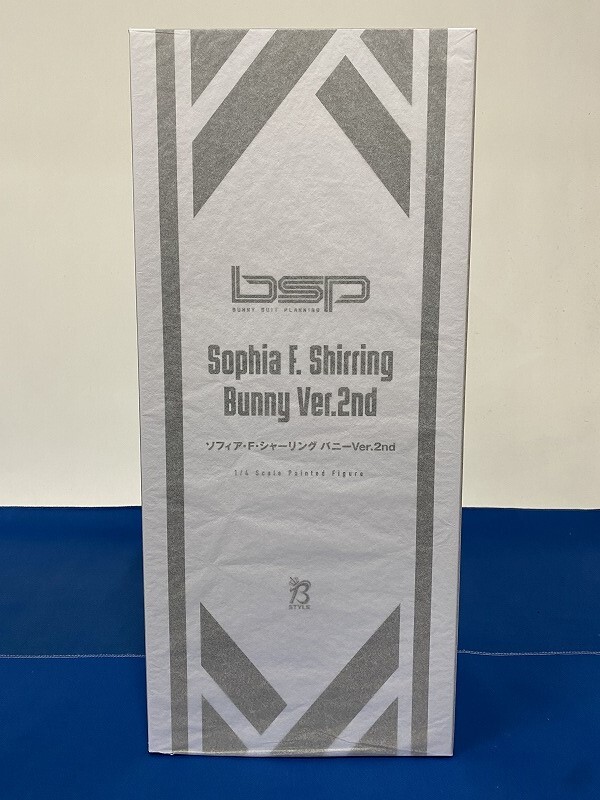 bsp
BUNNY SUIT PLANNING
Sophia F. Shirring
Bunny Ver.2nd
ソフィア・F・シャーリング バニーVer.2nd
1/4 Scale Painted Figure
B
STYLE